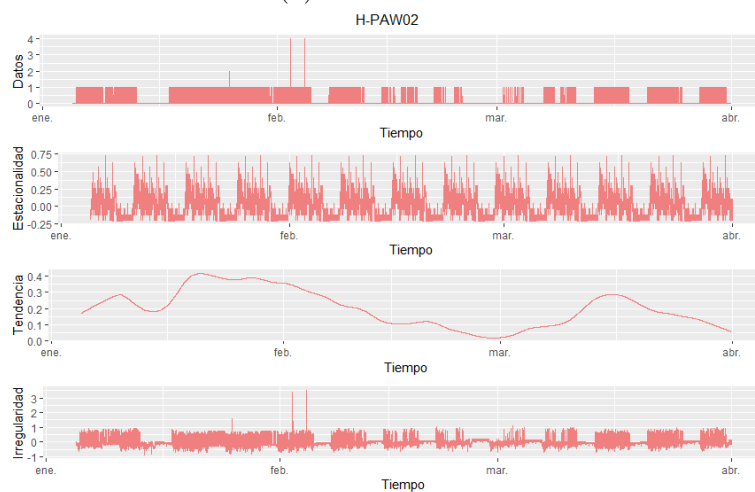 H-PAW02
Datos
4
3
2
1
0
ene.
feb.
mar.
abr.
Tiempo
Estacionalidad
0.75
0.50
0.25
0.00
-0.25
ene.
feb.
mar.
abr.
Tiempo
Tendencia
0.4
0.3
0.2
0.1
0.0
ene.
feb.
mar.
abr.
Tiempo
Irregularidad
3
2
1
0
-1
ene.
feb.
mar.
abr.
Tiempo